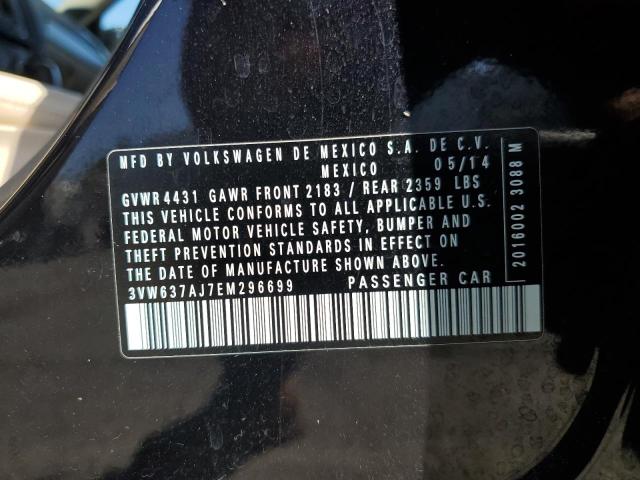 MFD BY VOLKSWAGEN DE MEXICO S.A. DE C.V.
MEXICO 05/14
GVWR 4431 GAWR FRONT 2183 / REAR 2359 LBS
THIS VEHICLE CONFORMS TO ALL APPLICABLE U.S.
FEDERAL MOTOR VEHICLE SAFETY, BUMPER AND
THEFT PREVENTION STANDARDS IN EFFECT ON
THE DATE OF MANUFACTURE SHOWN ABOVE.
3VW637AJ7EM296699 PASSENGER CAR
2016002 3088 M